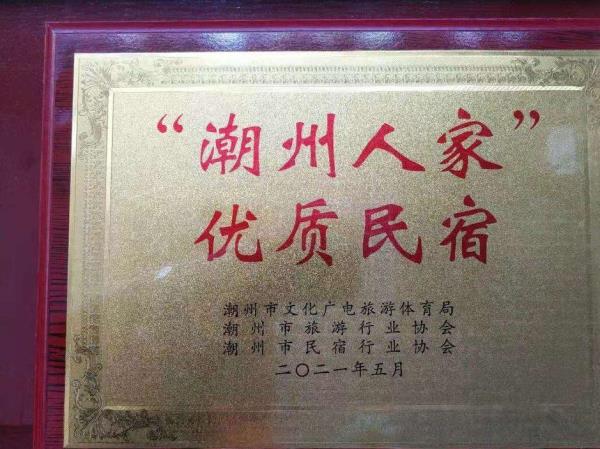 “潮州人家”
优质民宿
潮州市文化广电旅游体育局
潮州市旅游行业协会
潮州市民宿行业协会
二〇二一年五月